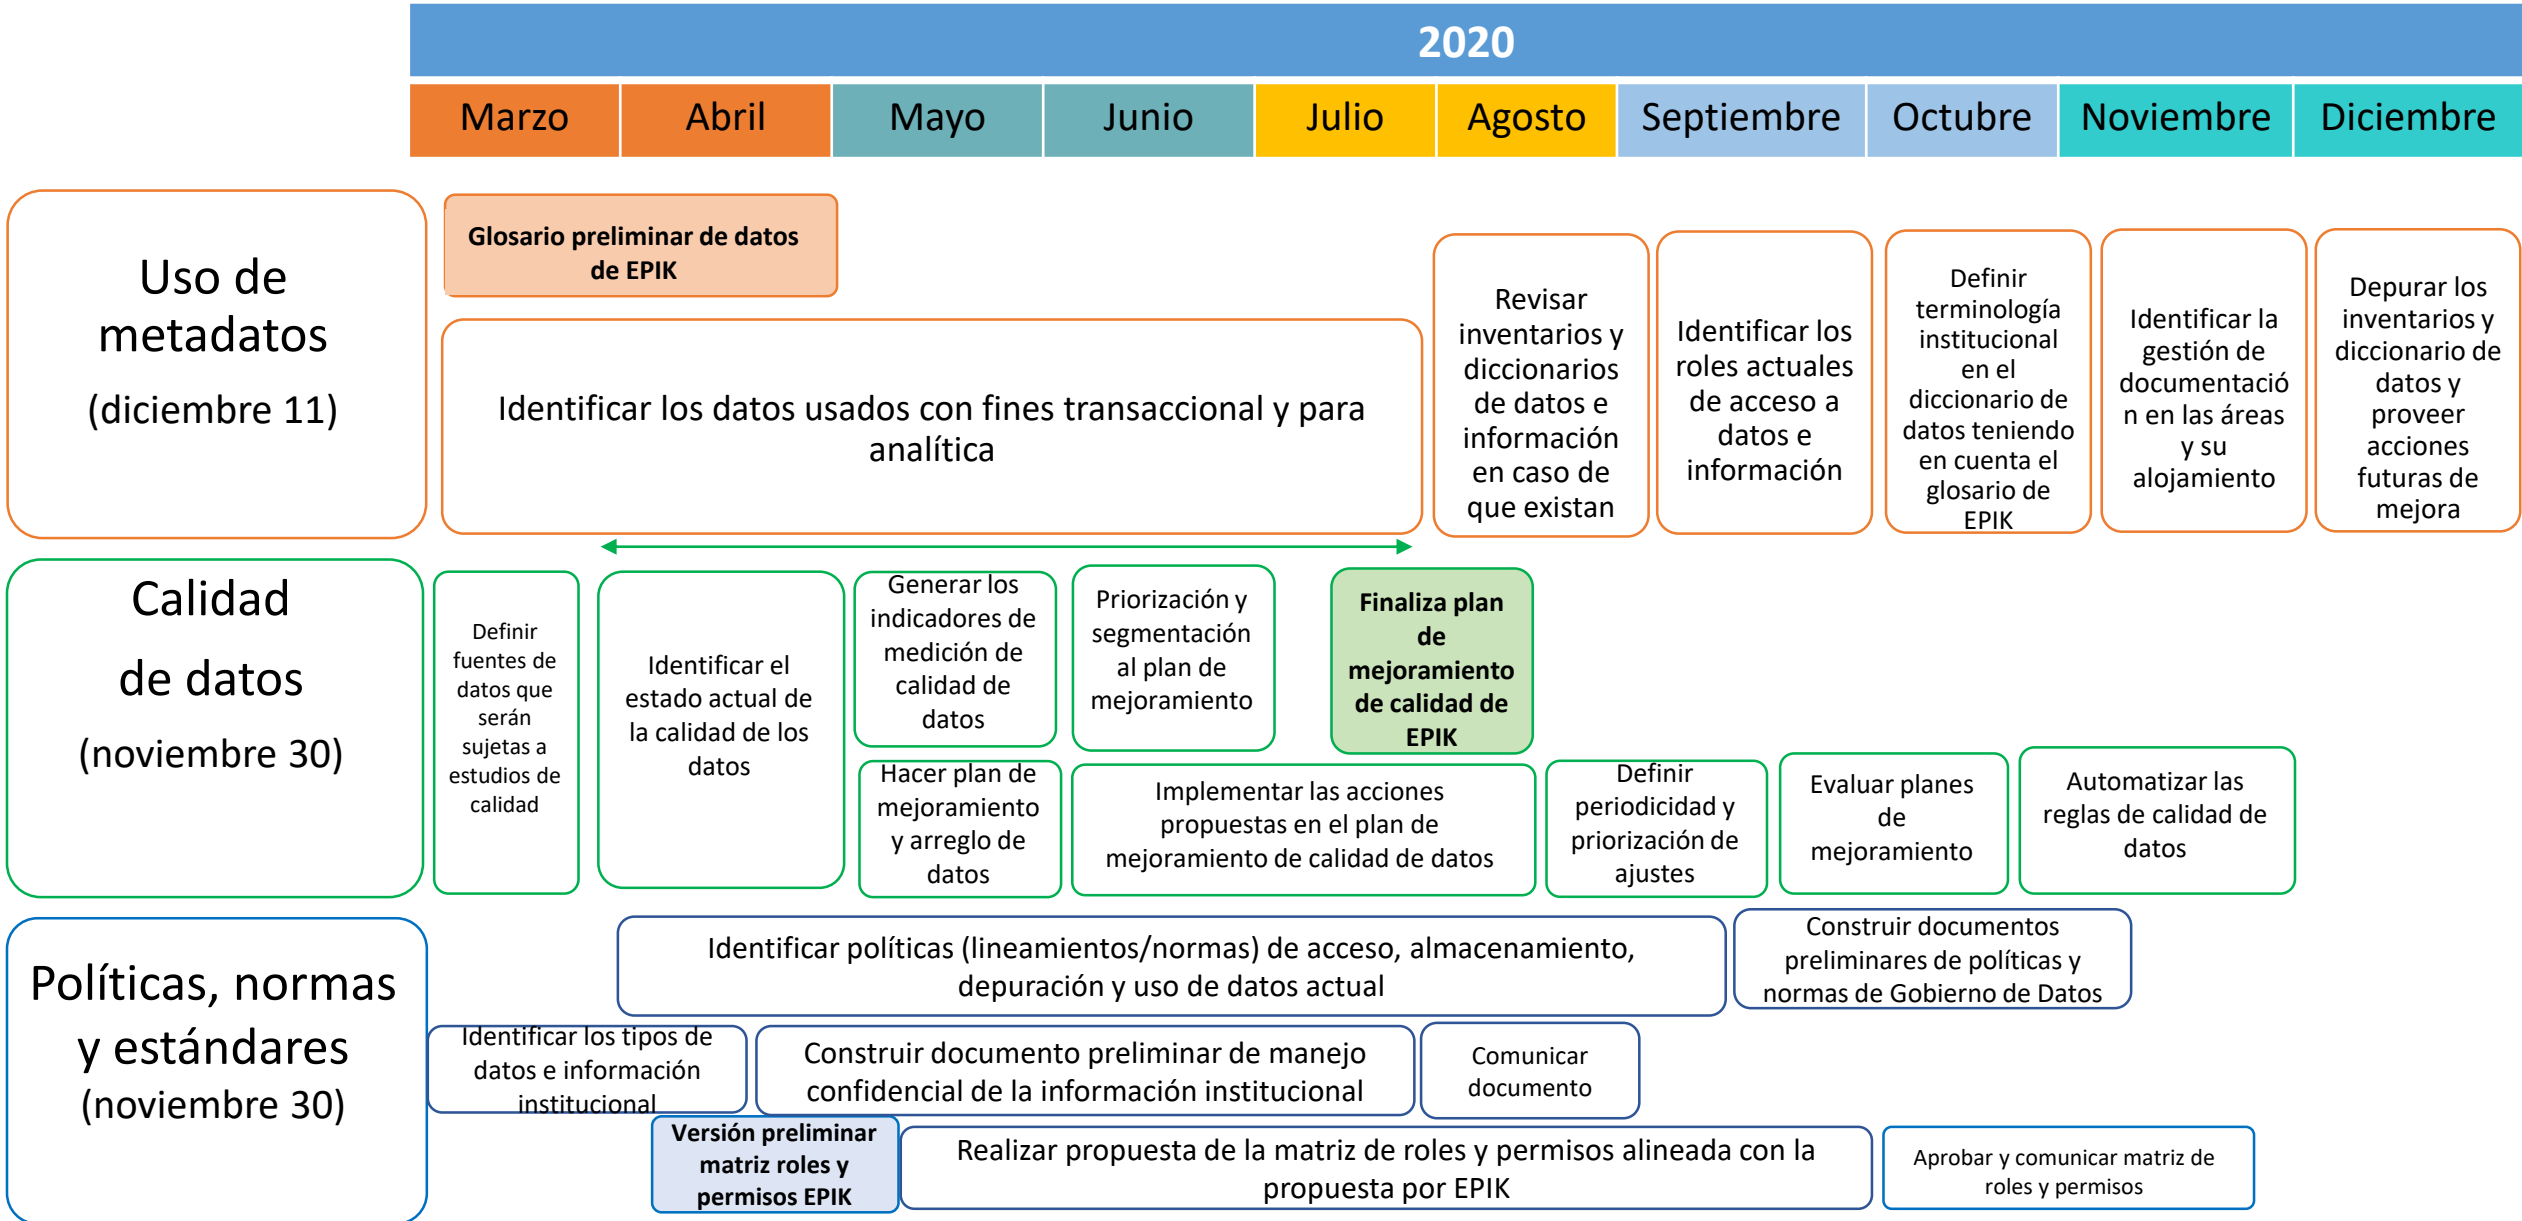 2020
Marzo
Abril
Mayo
Junio
Julio
Agosto
Septiembre
Octubre
Noviembre
Diciembre
Uso de
metadatos
(diciembre 11)
Glosario preliminar de datos
de EPIK
Identificar los datos usados con fines transaccional y para
analítica
Revisar
inventarios y
diccionarios
de datos e
información
en caso de
que existan
Identificar los
roles actuales
de acceso a
datos e
información
Definir
terminología
institucional
en el
diccionario de
datos teniendo
en cuenta el
glosario de
EPIK
Identificar la
gestión de
documentació
n en las áreas
y su
alojamiento
Depurar los
inventarios y
diccionario de
datos y
proveer
acciones
futuras de
mejora
Calidad
de datos
(noviembre 30)
Definir
fuentes de
datos que
serán
sujetas a
estudios de
calidad
Identificar el
estado actual de
la calidad de los
datos
Generar los
indicadores de
medición de
calidad de
datos
Priorización y
segmentación
al plan de
mejoramiento
Finaliza plan
de
mejoramiento
de calidad de
EPIK
Hacer plan de
mejoramiento
y arreglo de
datos
Implementar las acciones
propuestas en el plan de
mejoramiento de calidad de datos
Definir
periodicidad y
priorización de
ajustes
Evaluar planes
de
mejoramiento
Automatizar las
reglas de calidad de
datos
Políticas, normas
y estándares
(noviembre 30)
Identificar políticas (lineamientos/normas) de acceso, almacenamiento,
depuración y uso de datos actual
Construir documentos
preliminares de políticas y
normas de Gobierno de Datos
Identificar los tipos de
datos e información
institucional
Construir documento preliminar de manejo
confidencial de la información institucional
Comunicar
documento
Versión preliminar
matriz roles y
permisos EPIK
Realizar propuesta de la matriz de roles y permisos alineada con la
propuesta por EPIK
Aprobar y comunicar matriz de
roles y permisos